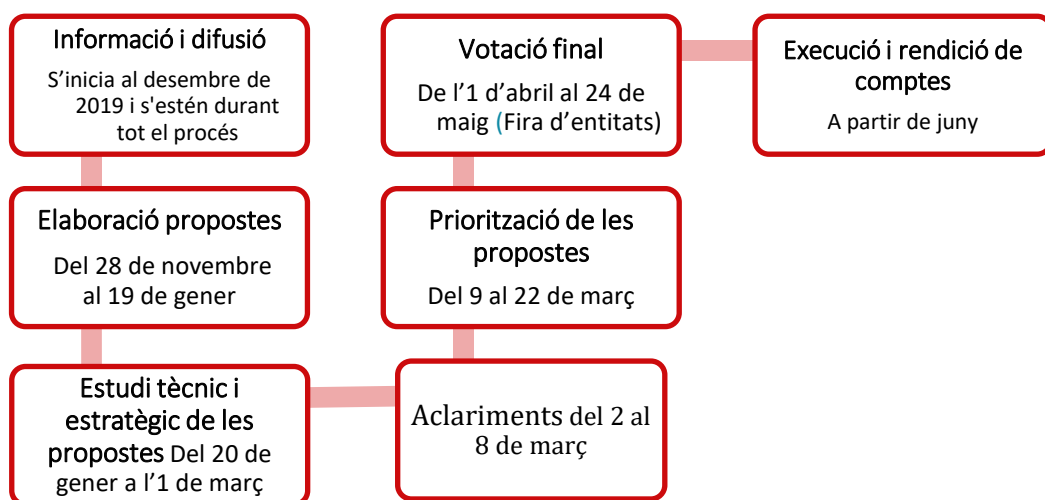 Informació i difusió
S’inicia al desembre de
2019 i s'estén durant
tot el procés
Elaboració propostes
Del 28 de novembre
al 19 de gener
Estudi tècnic i
estratègic de les
propostes Del 20 de
gener a l’1 de març
Aclariments del 2 al
8 de març
Priorització de les
propostes
Del 9 al 22 de març
Votació final
De l’1 d’abril al 24 de
maig (Fira d’entitats)
Execució i rendició de
comptes
A partir de juny